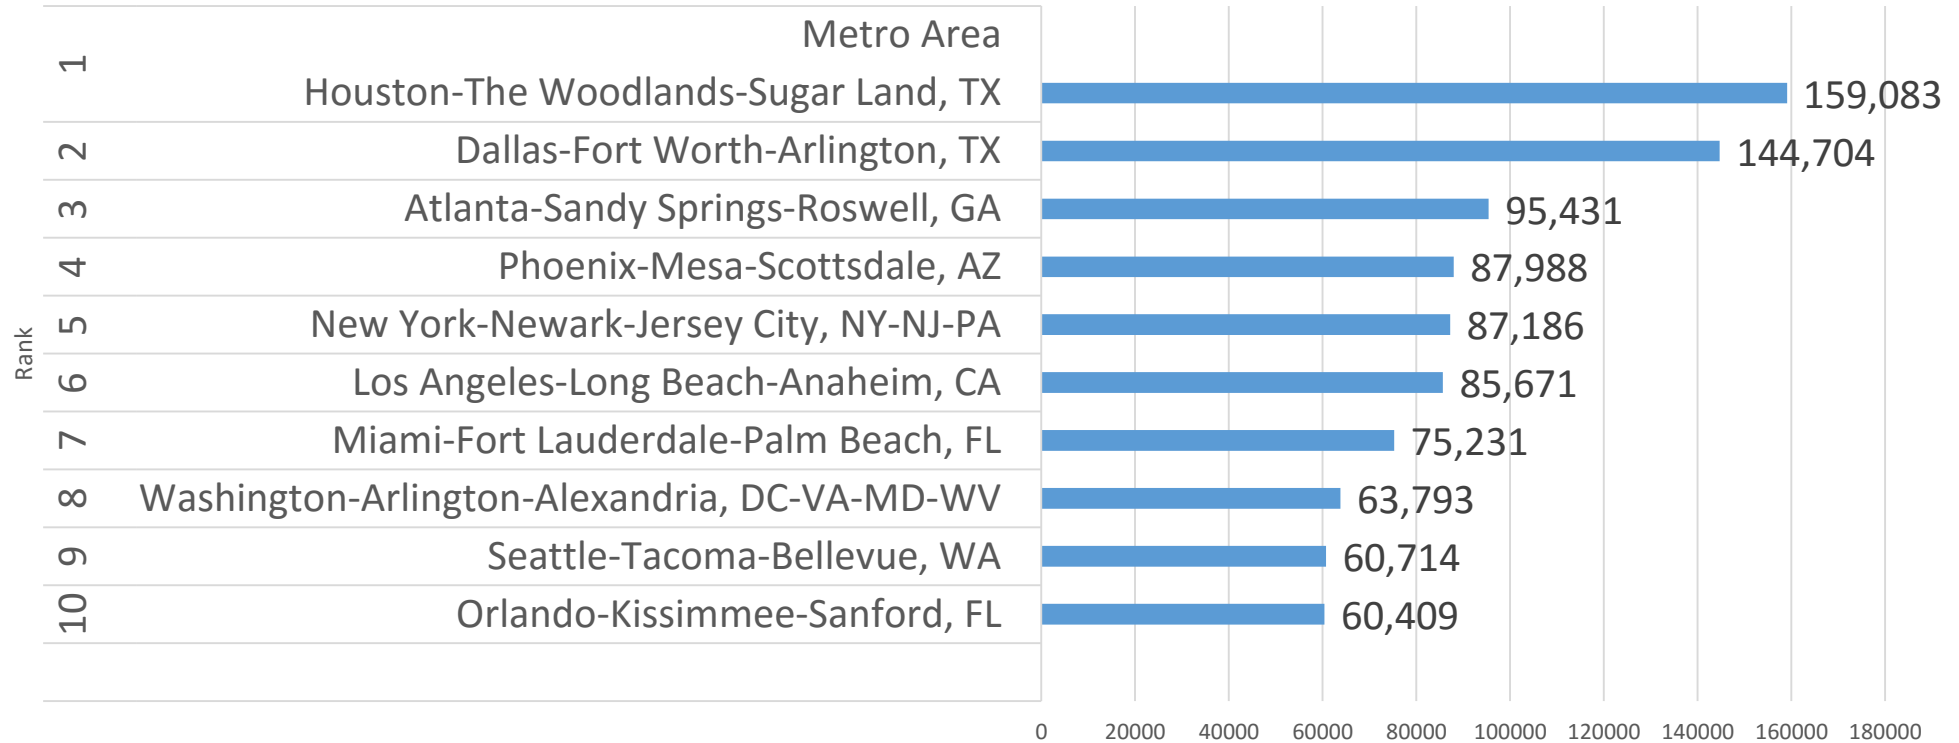 Rank
Metro Area
1 Houston-The Woodlands-Sugar Land, TX 159,083
2 Dallas-Fort Worth-Arlington, TX 144,704
3 Atlanta-Sandy Springs-Roswell, GA 95,431
4 Phoenix-Mesa-Scottsdale, AZ 87,988
5 New York-Newark-Jersey City, NY-NJ-PA 87,186
6 Los Angeles-Long Beach-Anaheim, CA 85,671
7 Miami-Fort Lauderdale-Palm Beach, FL 75,231
8 Washington-Arlington-Alexandria, DC-VA-MD-WV 63,793
9 Seattle-Tacoma-Bellevue, WA 60,714
10 Orlando-Kissimmee-Sanford, FL 60,409
0 20000 40000 60000 80000 100000 120000 140000 160000 180000